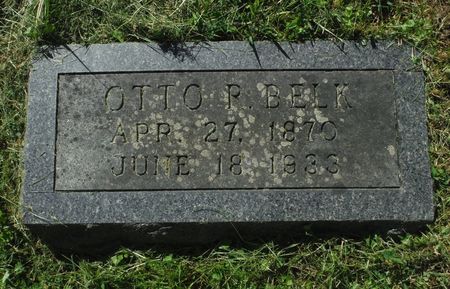 OTTO P. BELK
APR. 27, 1870
JUNE 18 1933